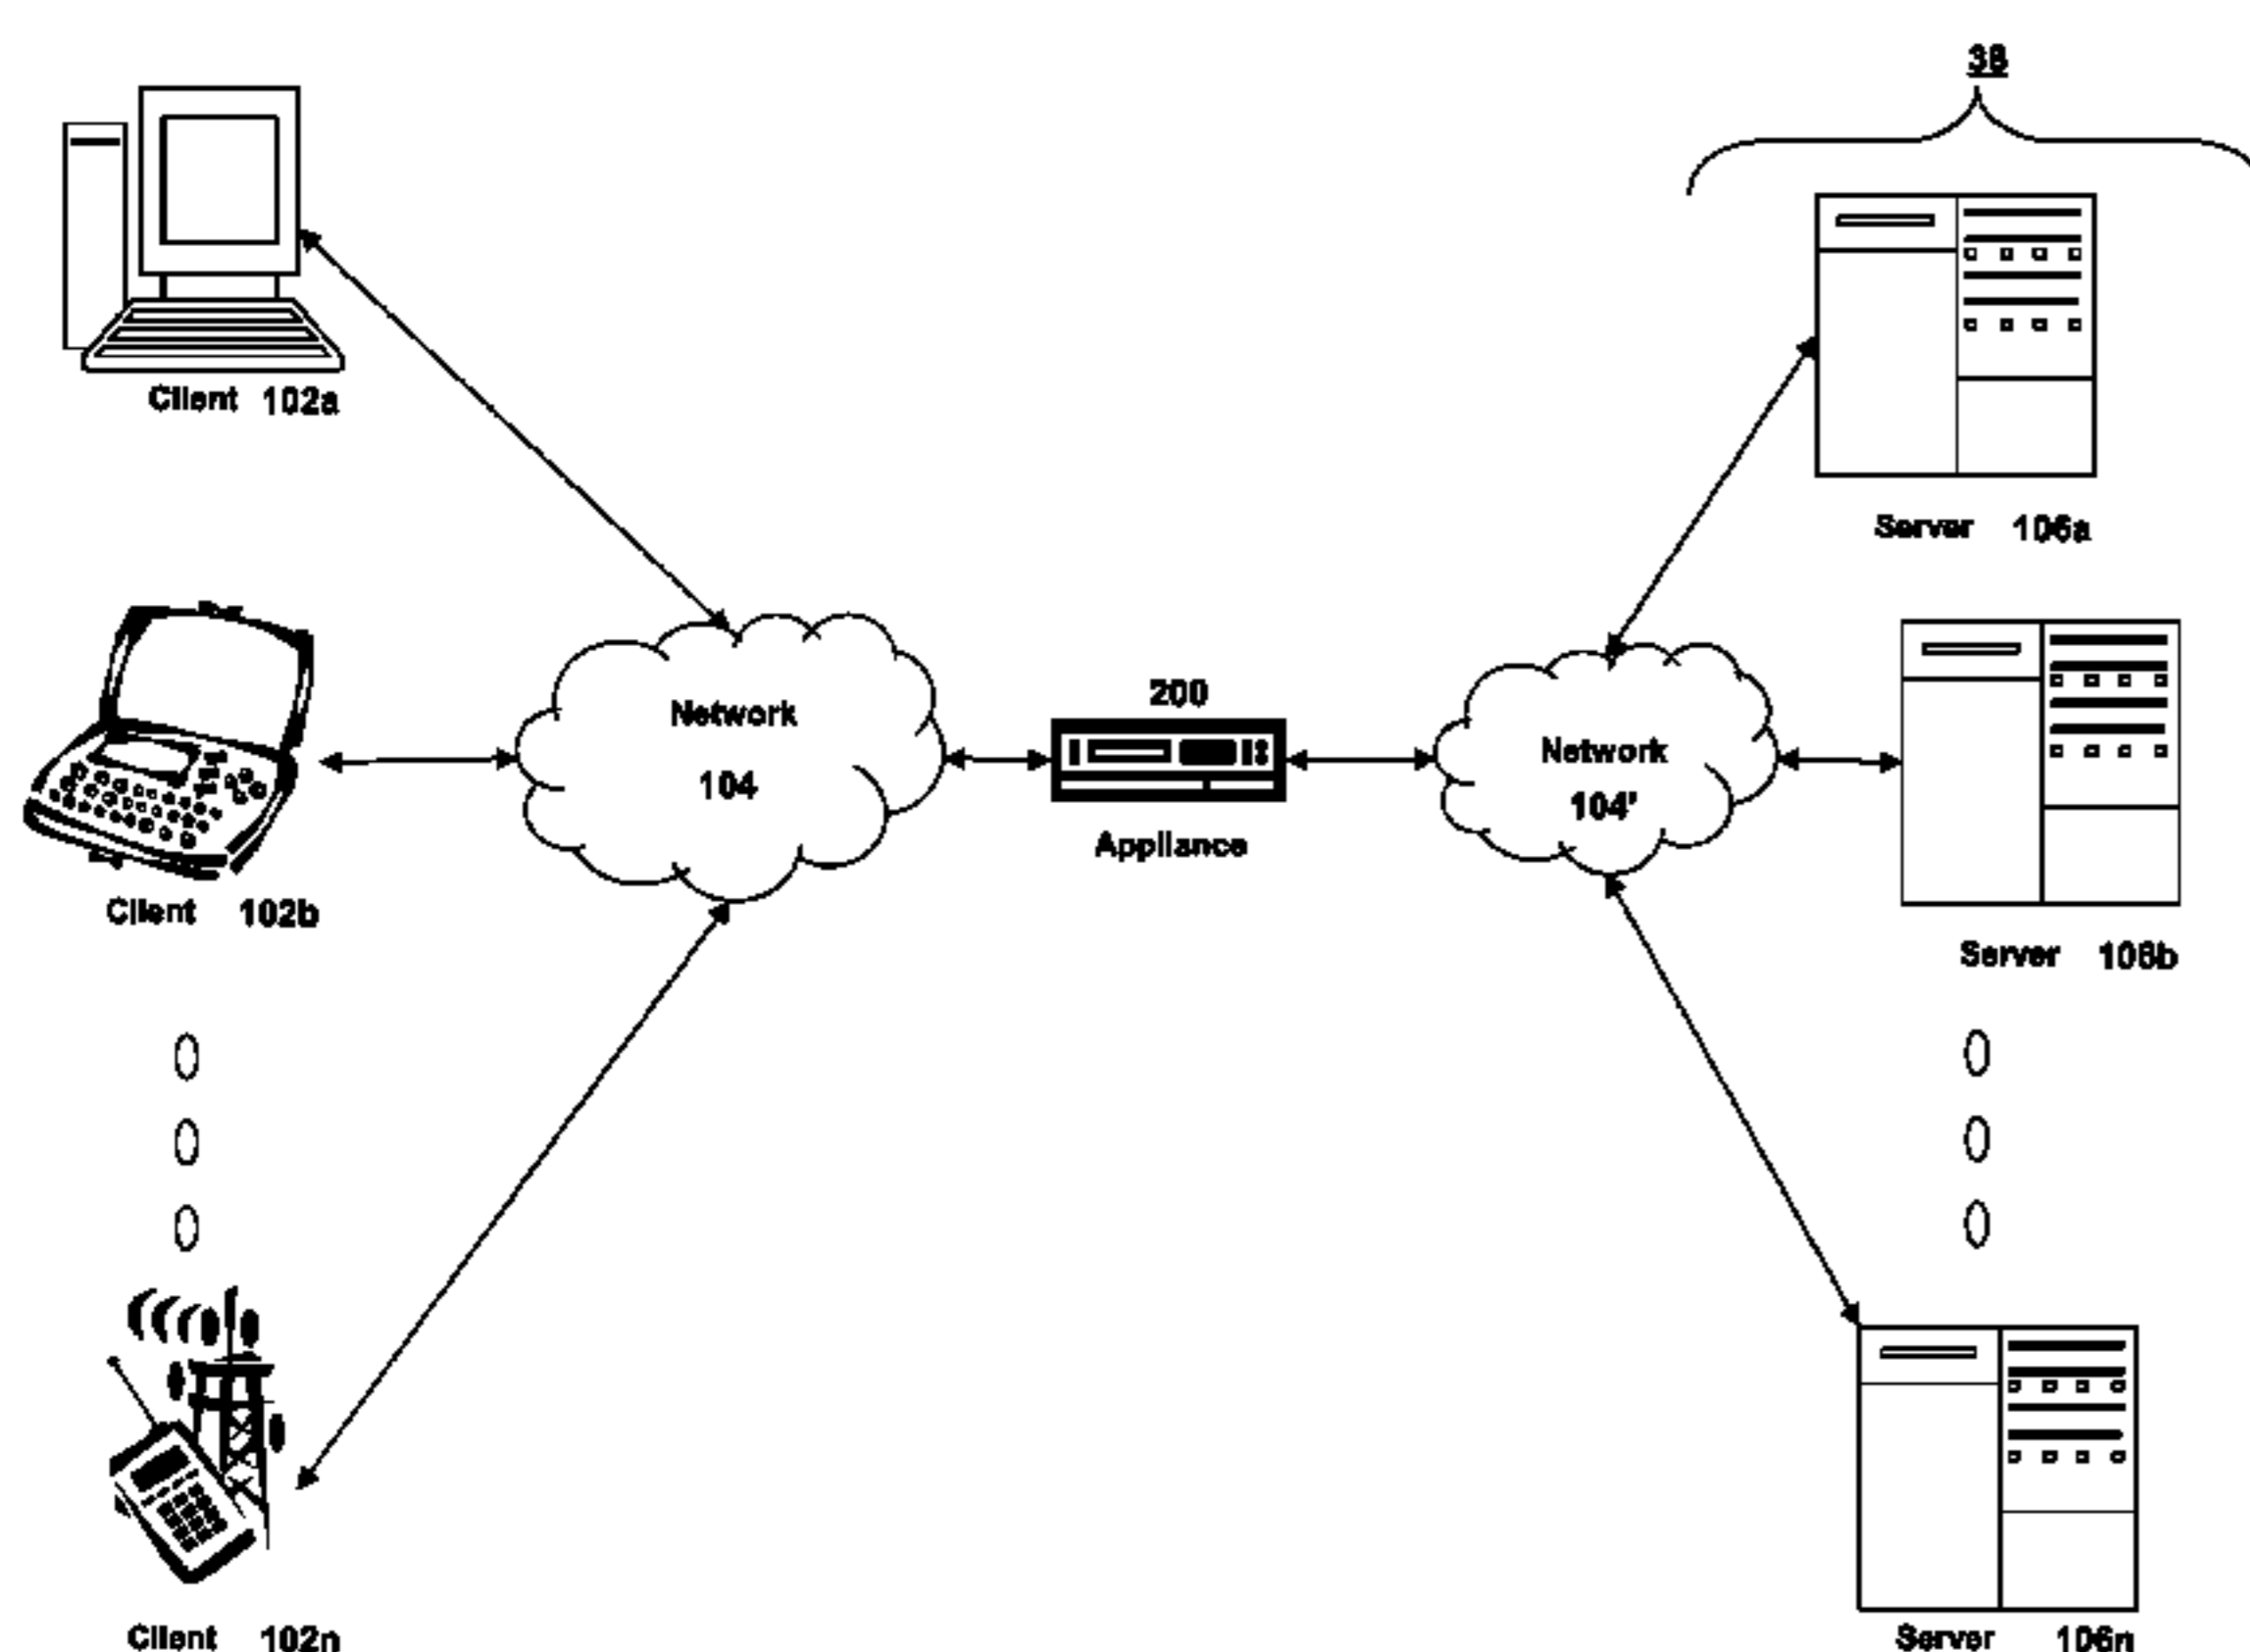 38
Client 102a
Server 106a
200
Network
104
Network
104'
Appliance
Client 102b
Server 106b
Client 102n
Server 106n